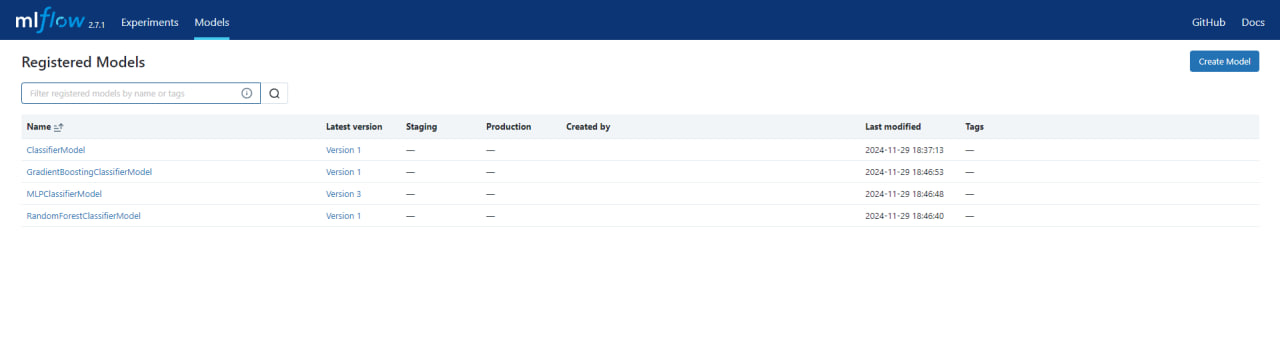 mlflow 2.7.1 Experiments Models GitHub Docs
Registered Models Create Model
Filter registered models by name or tags
Name Latest version Staging Production Created by Last modified Tags
ClassifierModel Version 1 — — 2024-11-29 18:37:13 —
GradientBoostingClassifierModel Version 1 — — 2024-11-29 18:46:53 —
MLPClassifierModel Version 3 — — 2024-11-29 18:46:48 —
RandomForestClassifierModel Version 1 — — 2024-11-29 18:46:40 —